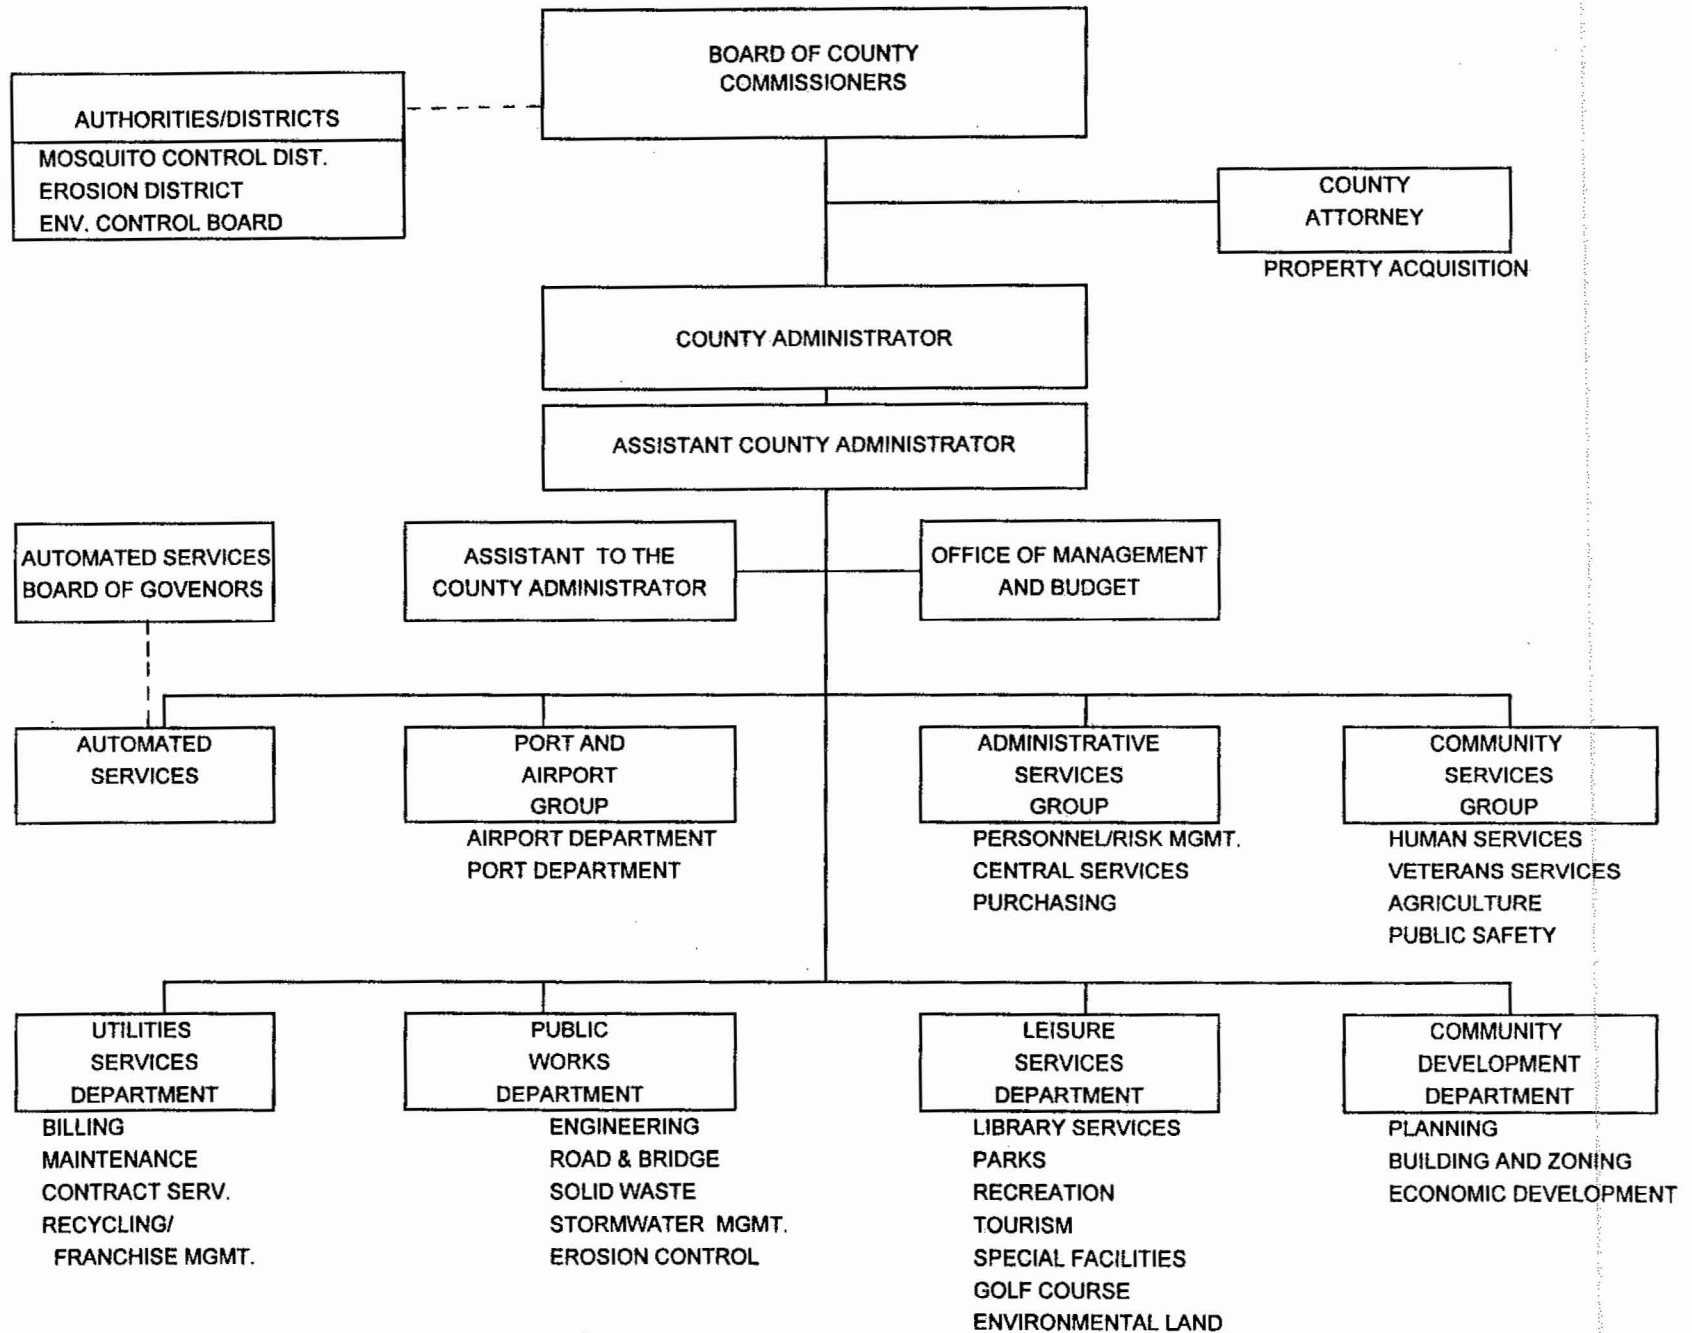 BOARD OF COUNTY
COMMISSIONERS
AUTHORITIES/DISTRICTS
MOSQUITO CONTROL DIST.
EROSION DISTRICT
ENV. CONTROL BOARD
COUNTY
ATTORNEY
PROPERTY ACQUISITION
COUNTY ADMINISTRATOR
ASSISTANT COUNTY ADMINISTRATOR
AUTOMATED SERVICES
BOARD OF GOVENORS
ASSISTANT TO THE
COUNTY ADMINISTRATOR
OFFICE OF MANAGEMENT
AND BUDGET
AUTOMATED
SERVICES
PORT AND
AIRPORT
GROUP
AIRPORT DEPARTMENT
PORT DEPARTMENT
ADMINISTRATIVE
SERVICES
GROUP
PERSONNEL/RISK MGMT.
CENTRAL SERVICES
PURCHASING
COMMUNITY
SERVICES
GROUP
HUMAN SERVICES
VETERANS SERVICES
AGRICULTURE
PUBLIC SAFETY
UTILITIES
SERVICES
DEPARTMENT
BILLING
MAINTENANCE
CONTRACT SERV.
RECYCLING/
FRANCHISE MGMT.
PUBLIC
WORKS
DEPARTMENT
ENGINEERING
ROAD & BRIDGE
SOLID WASTE
STORMWATER MGMT.
EROSION CONTROL
LEISURE
SERVICES
DEPARTMENT
LIBRARY SERVICES
PARKS
RECREATION
TOURISM
SPECIAL FACILITIES
GOLF COURSE
ENVIRONMENTAL LAND
COMMUNITY
DEVELOPMENT
DEPARTMENT
PLANNING
BUILDING AND ZONING
ECONOMIC DEVELOPMENT